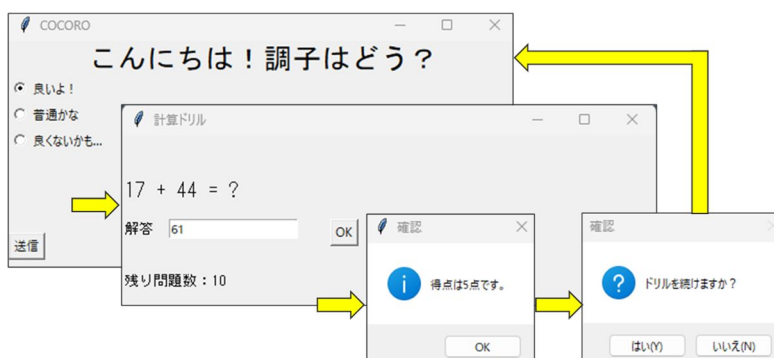 COCORO
こんにちは！調子はどう？
良いよ！
普通かな
良くないかも...
送信
計算ドリル
17 + 44 = ?
解答 61
OK
残り問題数：10
確認
得点は5点です。
OK
確認
ドリルを続けますか？
はい(Y) いいえ(N)